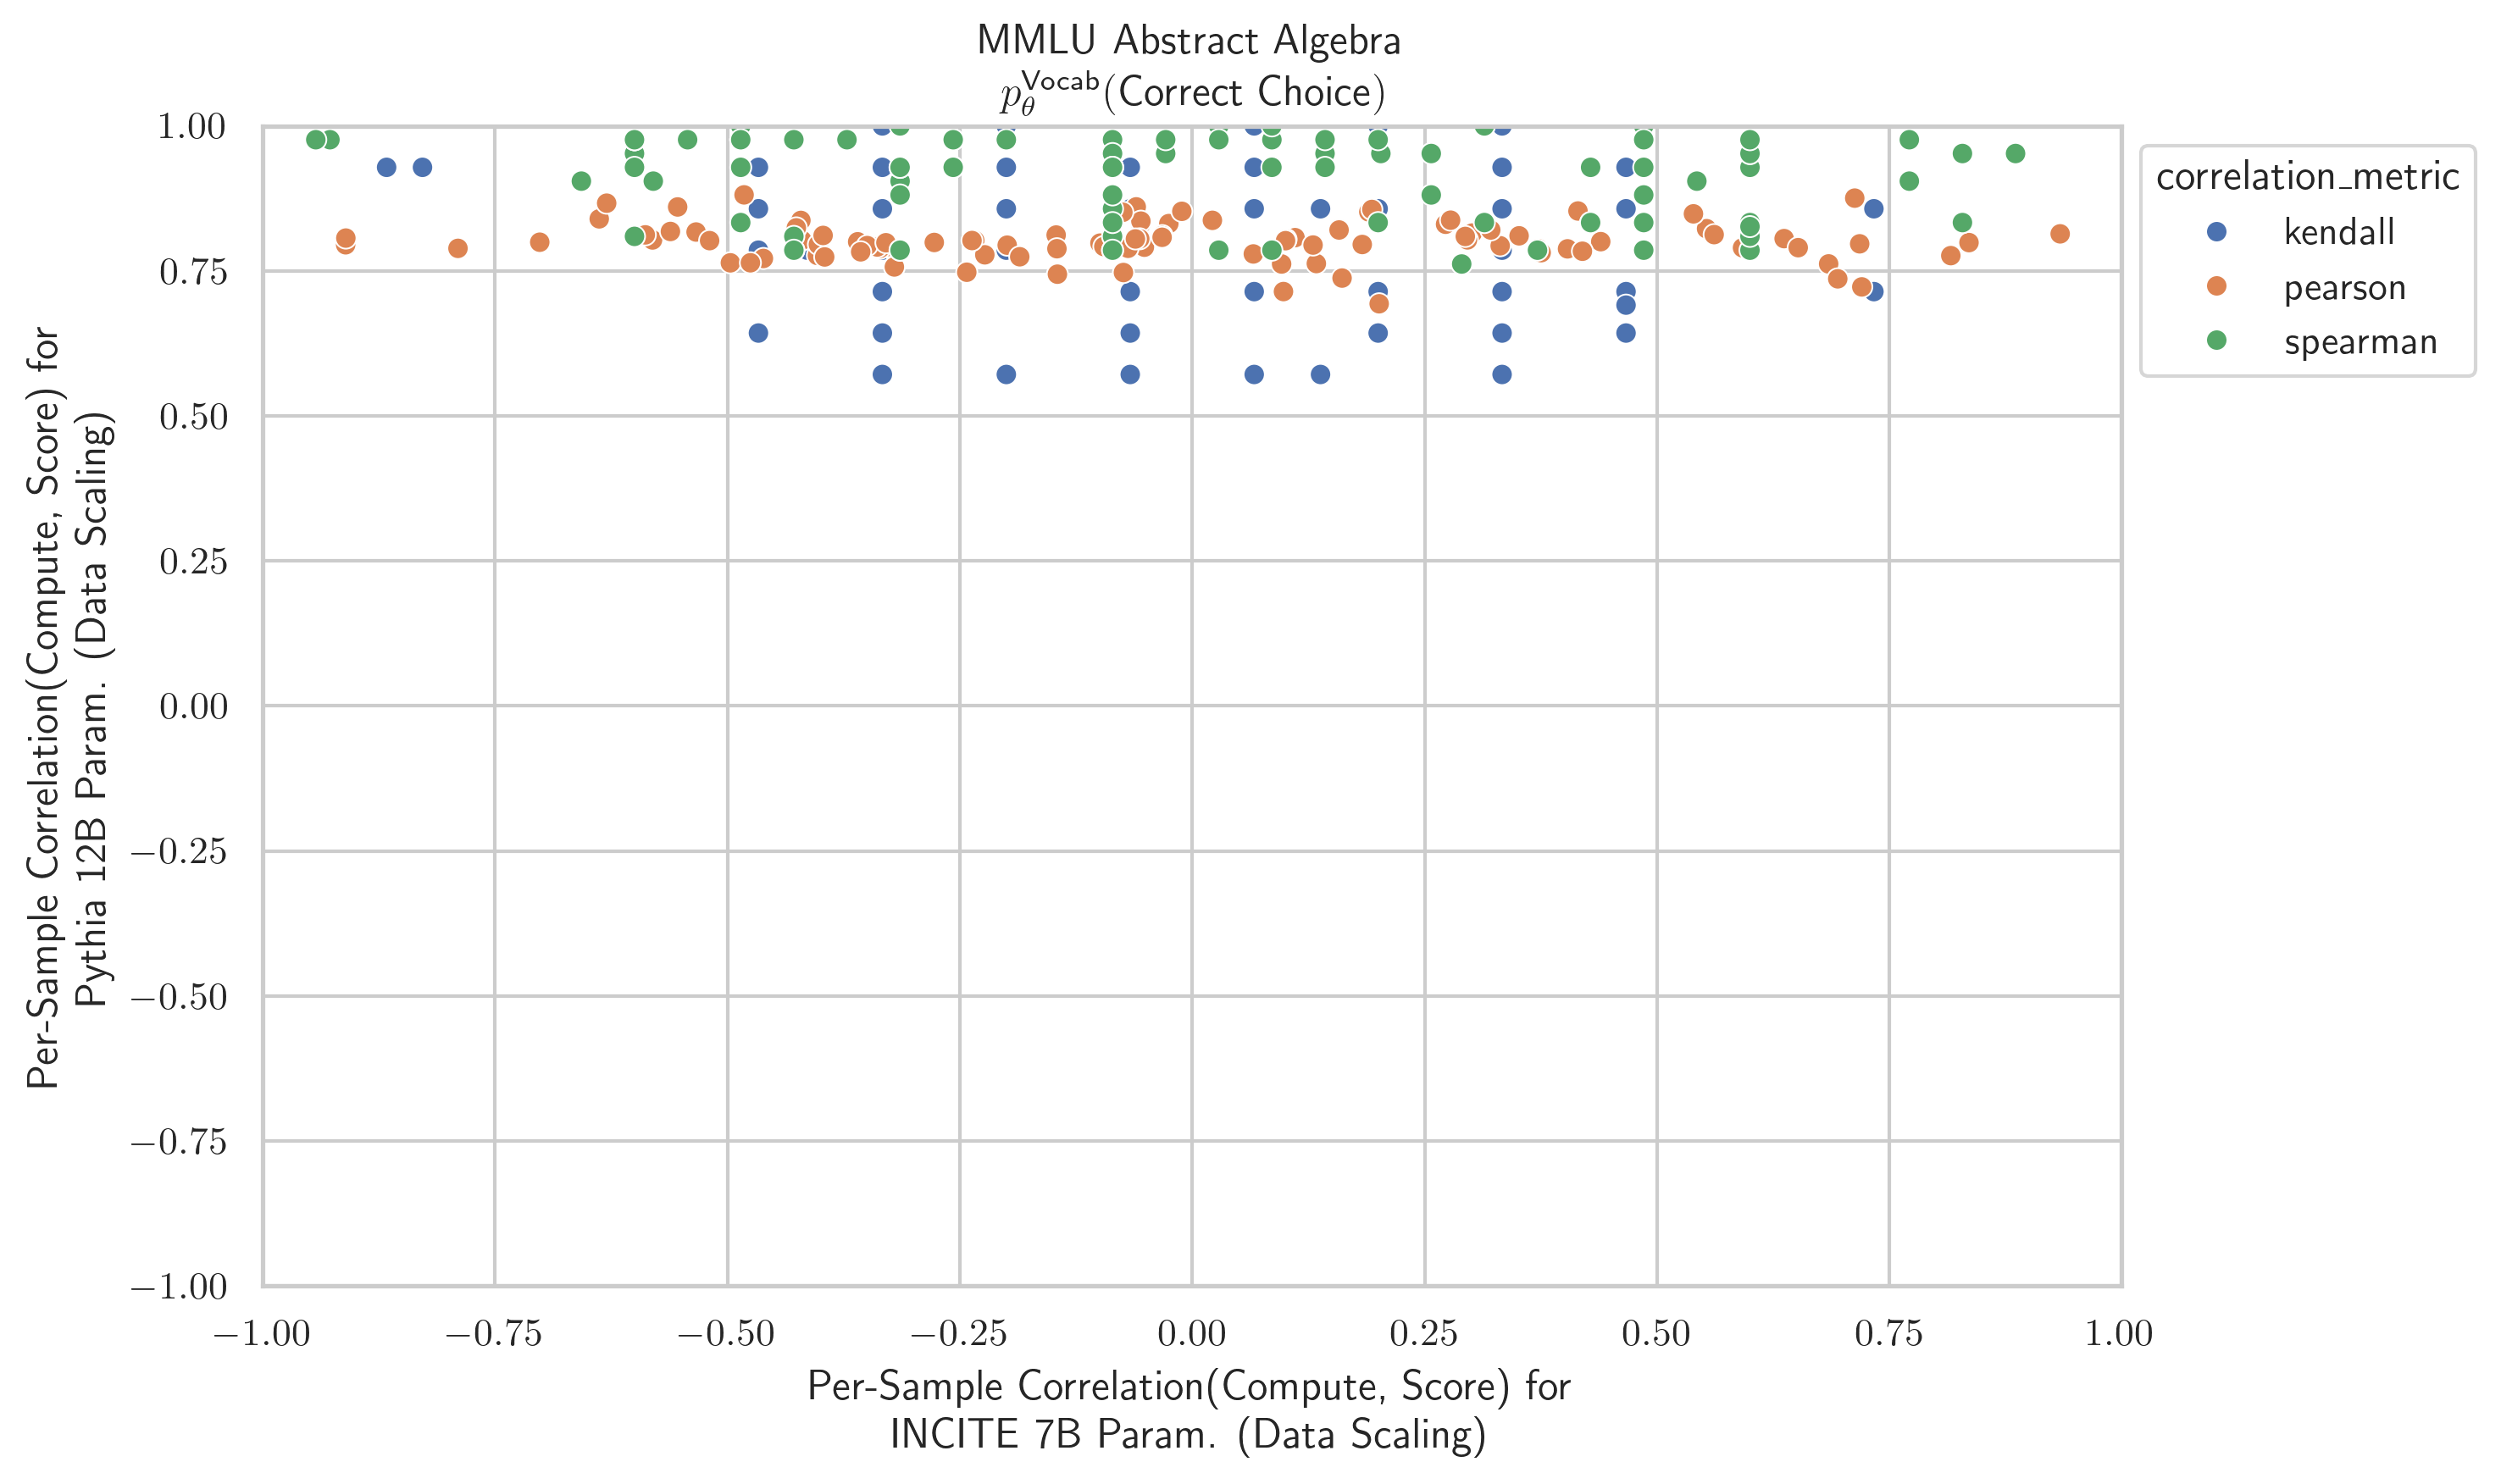 MMLU Abstract Algebra
$p_\theta^{\text{Vocab}}$(Correct Choice)
Per-Sample Correlation(Compute, Score) for
Pythia 12B Param. (Data Scaling)
1.00
0.75
0.50
0.25
0.00
−0.25
−0.50
−0.75
−1.00
−1.00 −0.75 −0.50 −0.25 0.00 0.25 0.50 0.75 1.00
Per-Sample Correlation(Compute, Score) for
INCITE 7B Param. (Data Scaling)
correlation_metric
kendall
pearson
spearman